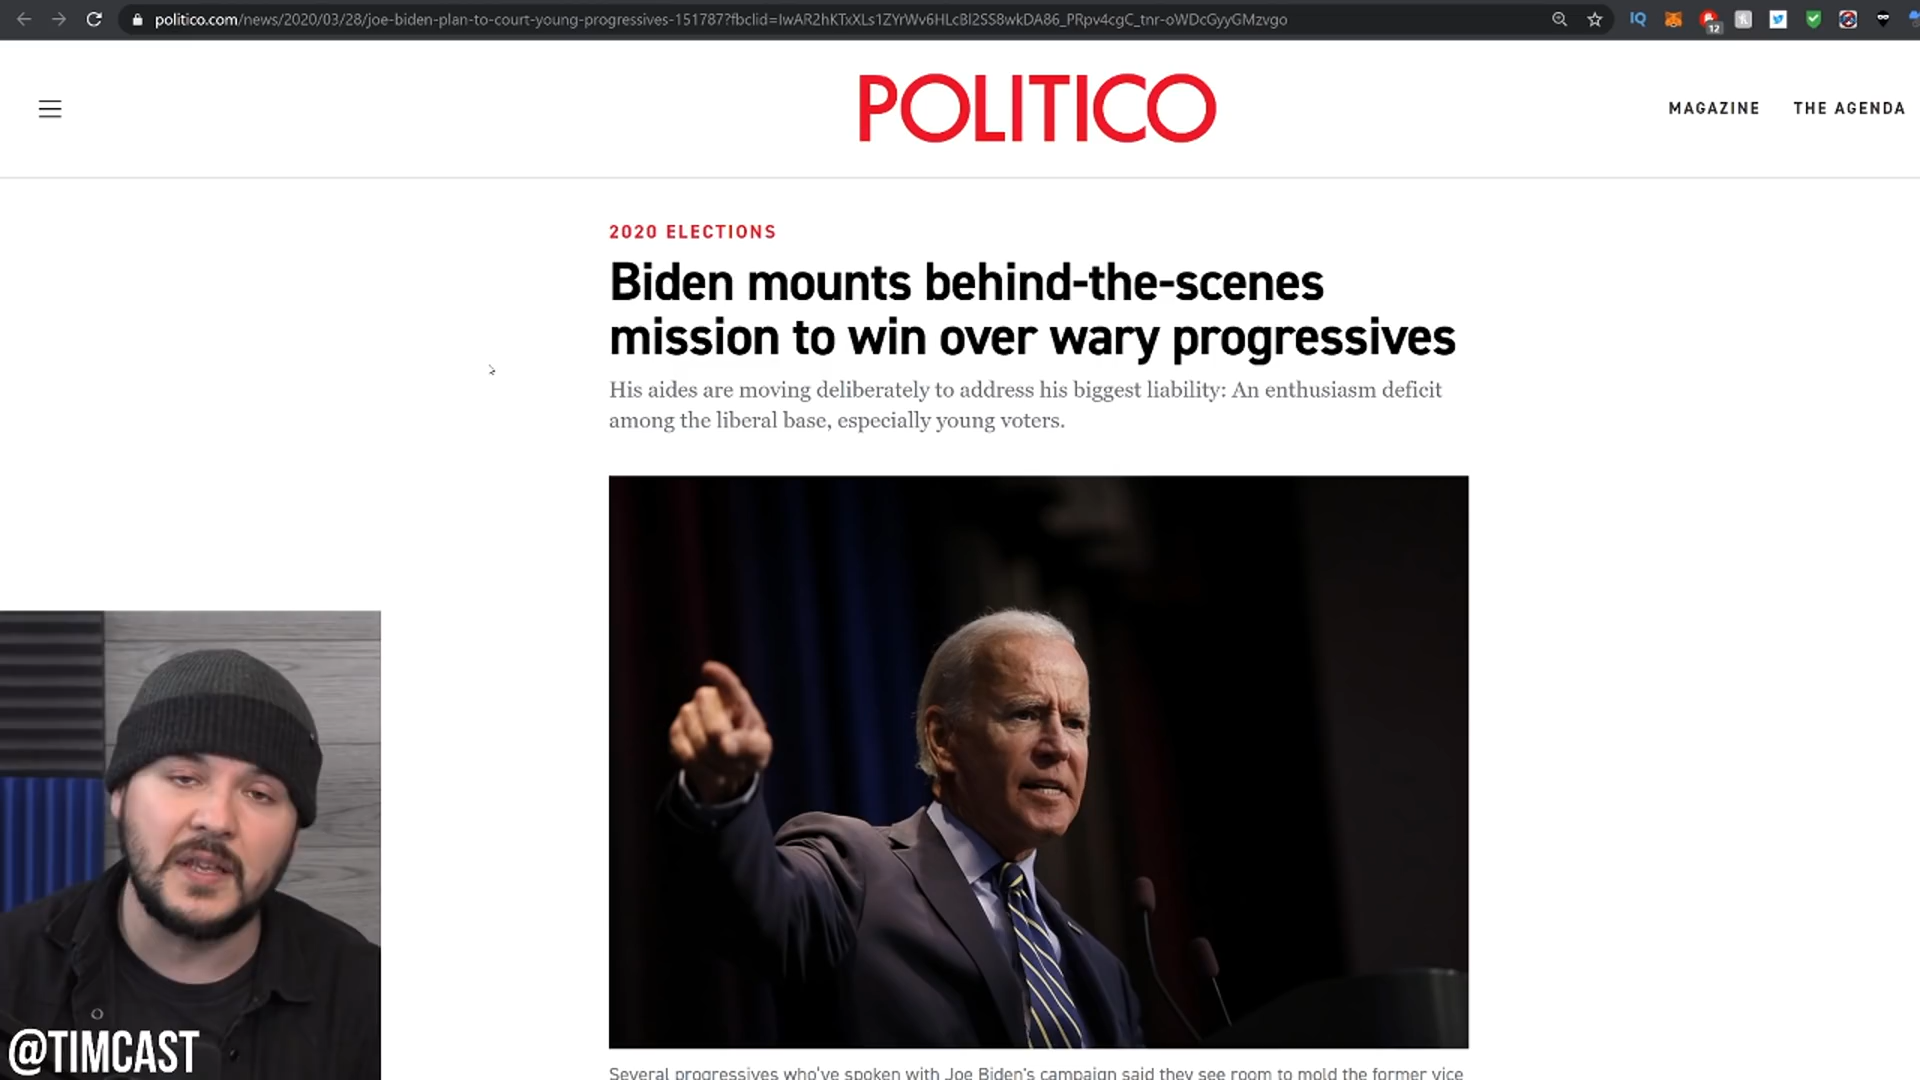 politico.com/news/2020/03/28/joe-biden-plan-to-court-young-progressives-151787?fbclid=IwAR2hKTxXLs1ZYrWv6HLcBl2SS8wkDA86_PRpv4cgC_tnr-oWDcGyyGMzvgo
IQ
12
POLITICO
MAGAZINE THE AGENDA
2020 ELECTIONS
Biden mounts behind-the-scenes
mission to win over wary progressives
His aides are moving deliberately to address his biggest liability: An enthusiasm deficit
among the liberal base, especially young voters.
@TIMCAST
Several progressives who've spoken with Joe Biden's campaign said they see room to mold the former vice